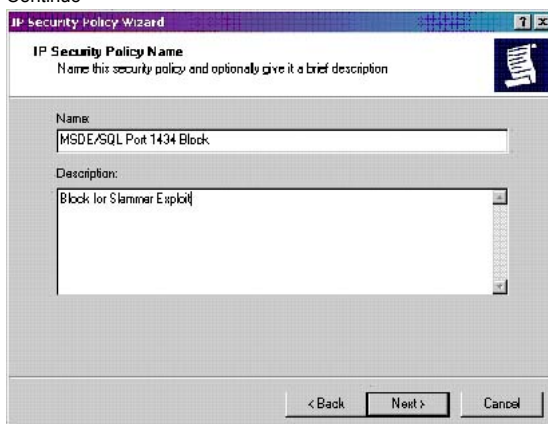 Continue
IP Security Policy Wizard
IP Security Policy Name
Name this security policy and optionally give it a brief description
Name:
MSDE/SQL Port 1434 Block
Description:
Block for Slammer Exploit
< Back
Next >
Cancel